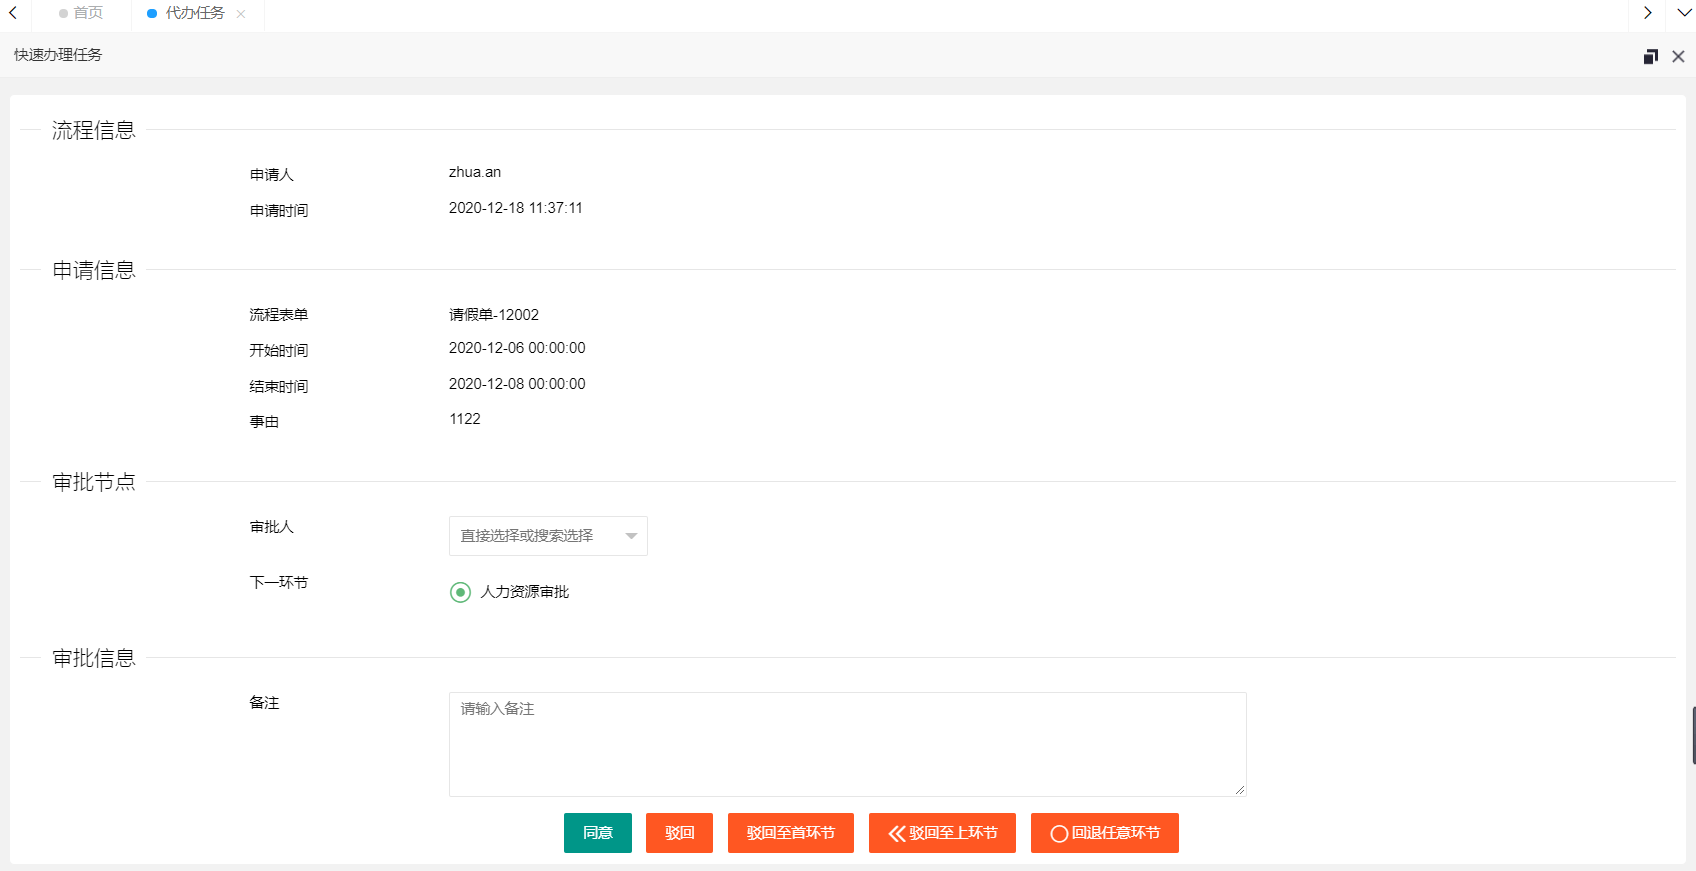 首页 代办任务
快速办理任务
流程信息
申请人 zhua.an
申请时间 2020-12-18 11:37:11
申请信息
流程表单 请假单-12002
开始时间 2020-12-06 00:00:00
结束时间 2020-12-08 00:00:00
事由 1122
审批节点
审批人 直接选择或搜索选择
下一环节 人力资源审批
审批信息
备注 请输入备注
同意 驳回 驳回至首环节 驳回至上环节 回退任意环节